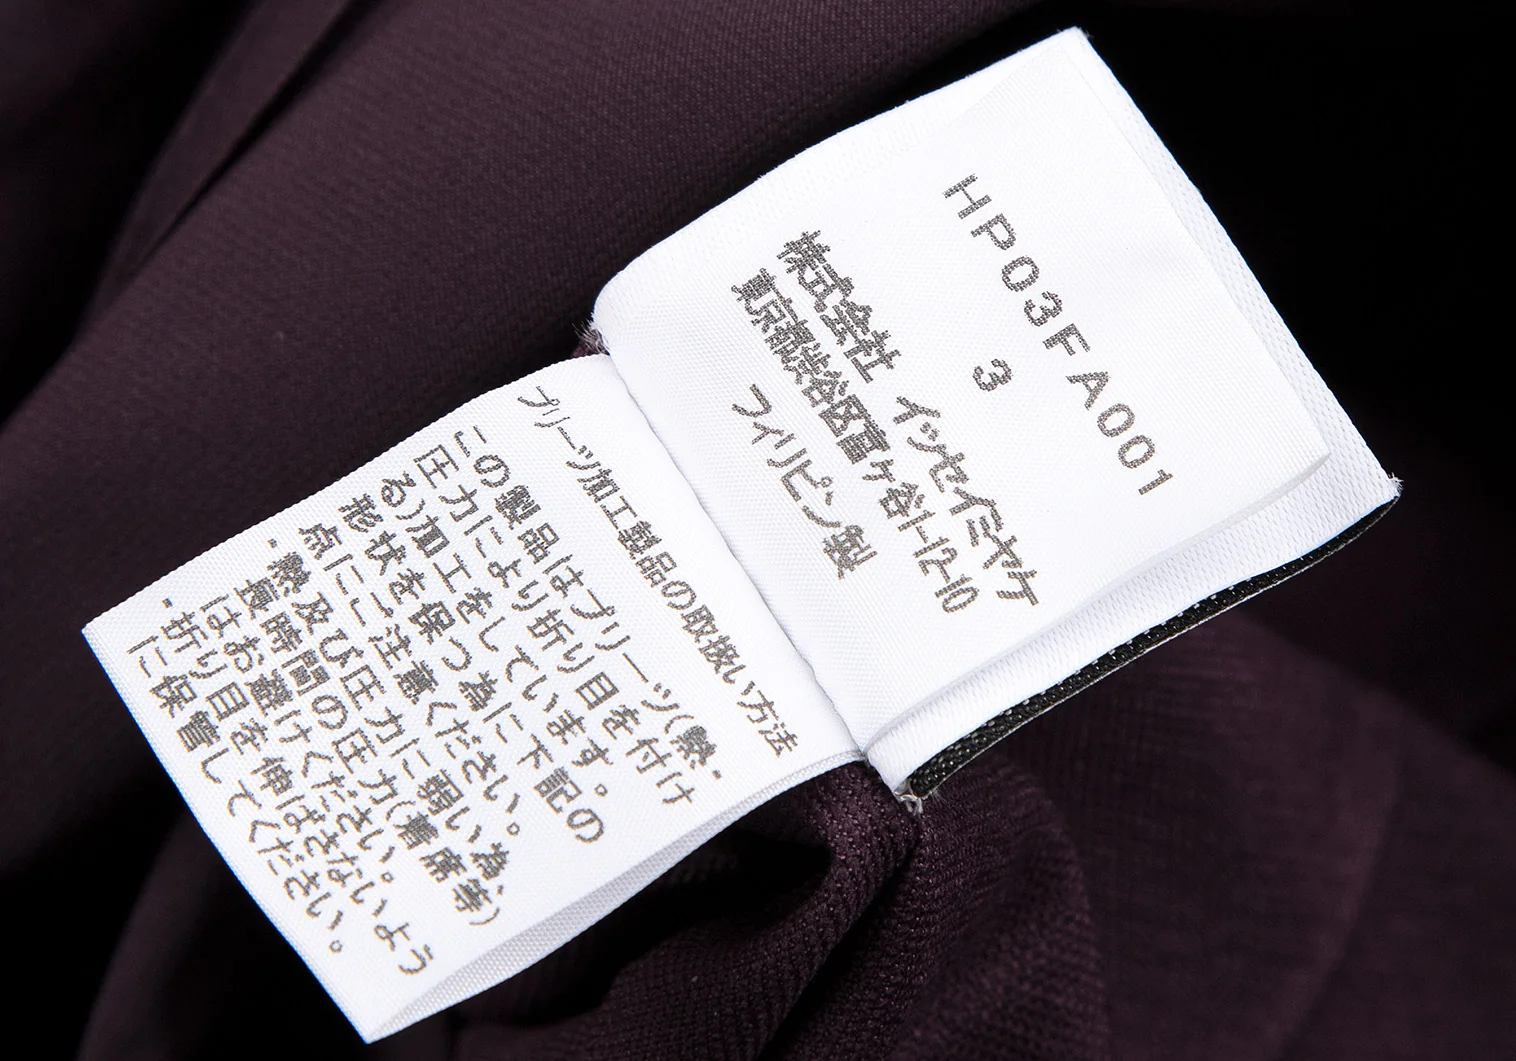 HP03FA001
3
株式会社 イッセイミヤケ
東京都渋谷区富ヶ谷1-12-10
フィリピン製
プリーツ加工製品の取扱い方法
この製品はプリーツ(熱・
圧力により折り目を付け
る)加工をしています。
形状を保つ為に下記の
点にご注意ください。
・熱及び圧力に弱い為、
長時間の圧力(着席等)
はお避けください。
・折り目を伸ばさないよう
に保管してください。